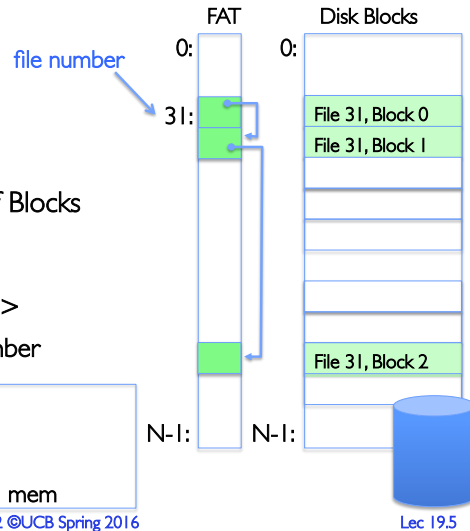 FAT
Disk Blocks
0:
0:
file number
31:
File 31, Block 0
File 31, Block 1
Blocks
>
File 31, Block 2
N-1:
N-1:
mem
©UCB Spring 2016
Lec 19.5